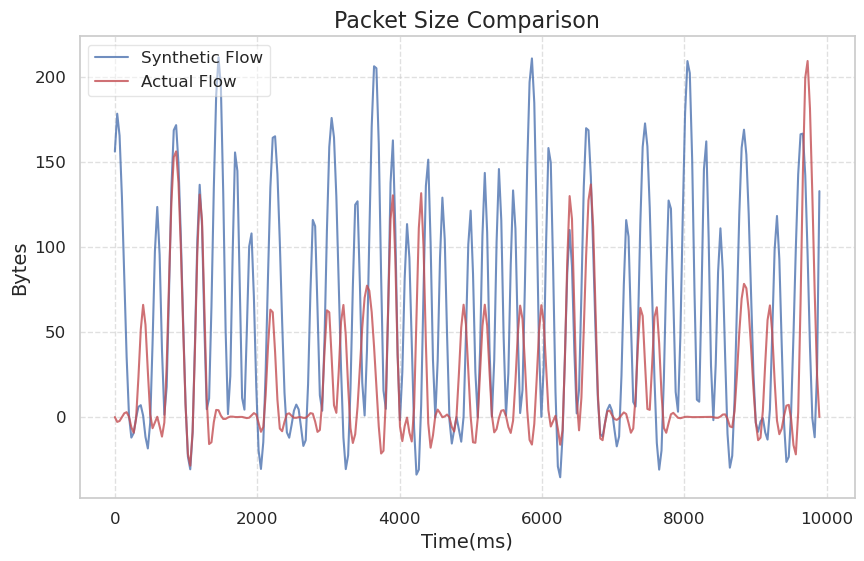 Packet Size Comparison
Synthetic Flow
Actual Flow
200
150
100
50
0
Bytes
0 2000 4000 6000 8000 10000
Time(ms)